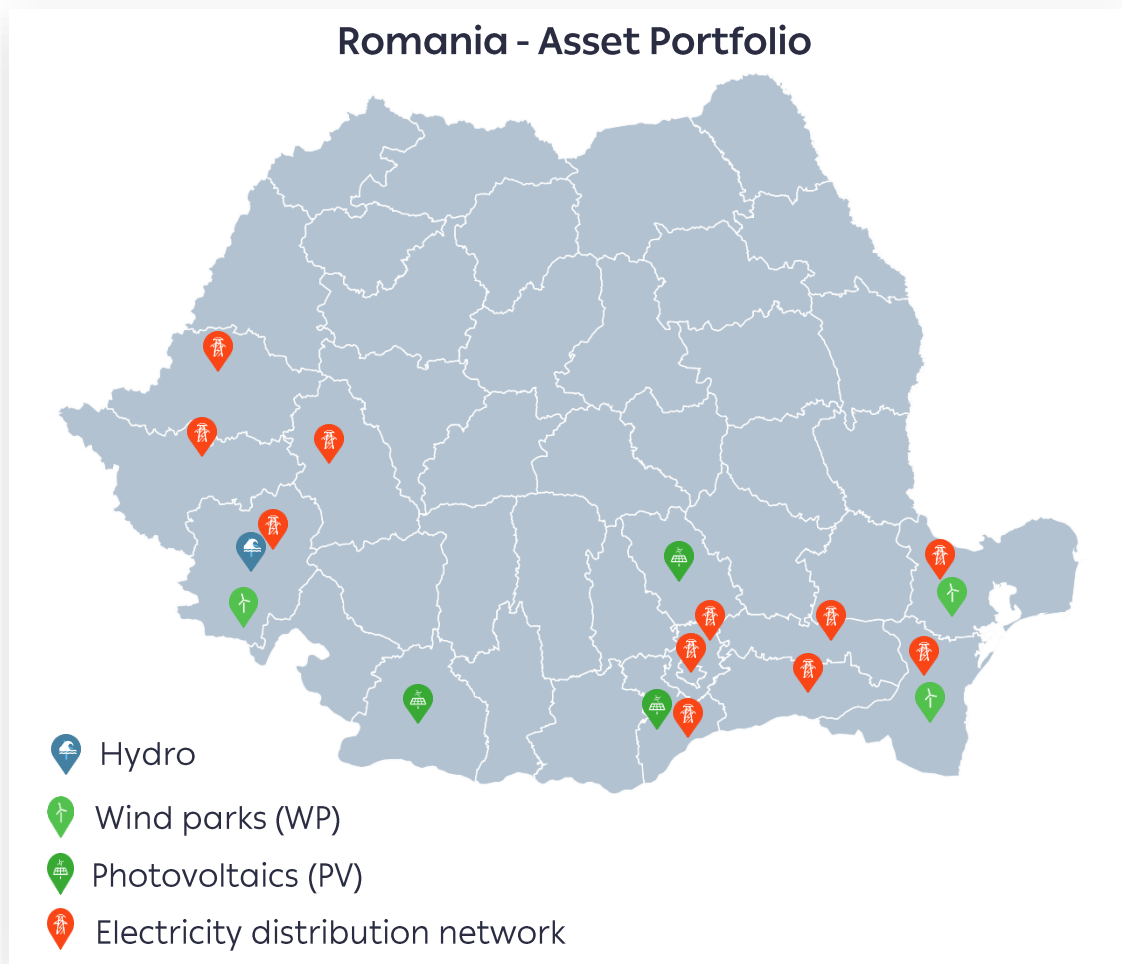 Romania - Asset Portfolio
Hydro
Wind parks (WP)
Photovoltaics (PV)
Electricity distribution network